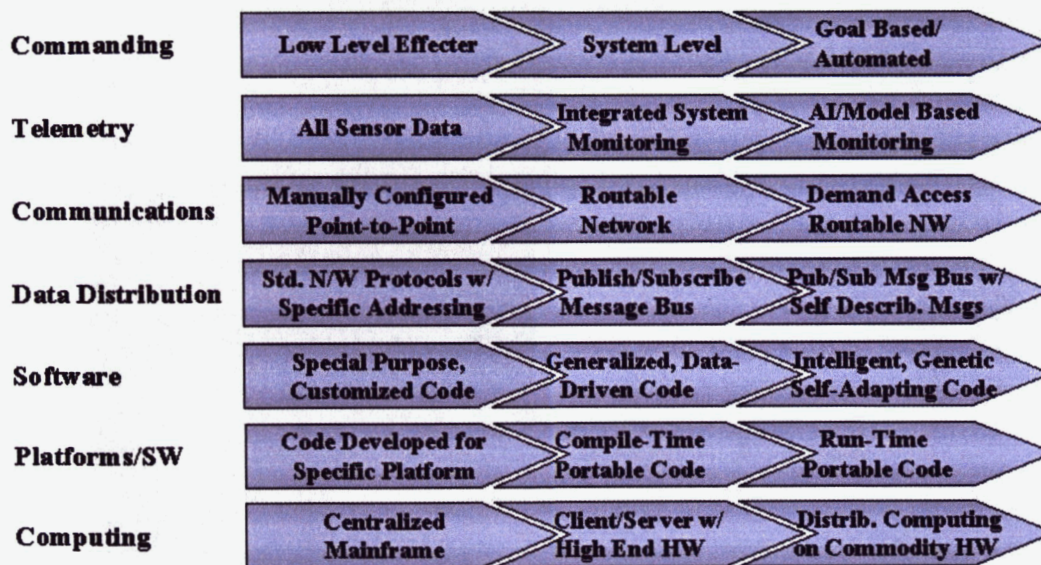 Commanding
Low Level Effecter
System Level
Goal Based/
Automated
Telemetry
All Sensor Data
Integrated System
Monitoring
AI/Model Based
Monitoring
Communications
Manually Configured
Point-to-Point
Routable
Network
Demand Access
Routable NW
Data Distribution
Std. N/W Protocols w/
Specific Addressing
Publish/Subscribe
Message Bus
Pub/Sub Msg Bus w/
Self Describ. Msgs
Software
Special Purpose,
Customized Code
Generalized, Data-
Driven Code
Intelligent, Genetic
Self-Adapting Code
Platforms/SW
Code Developed for
Specific Platform
Compile-Time
Portable Code
Run-Time
Portable Code
Computing
Centralized
Mainframe
Client/Server w/
High End HW
Distrib. Computing
on Commodity HW